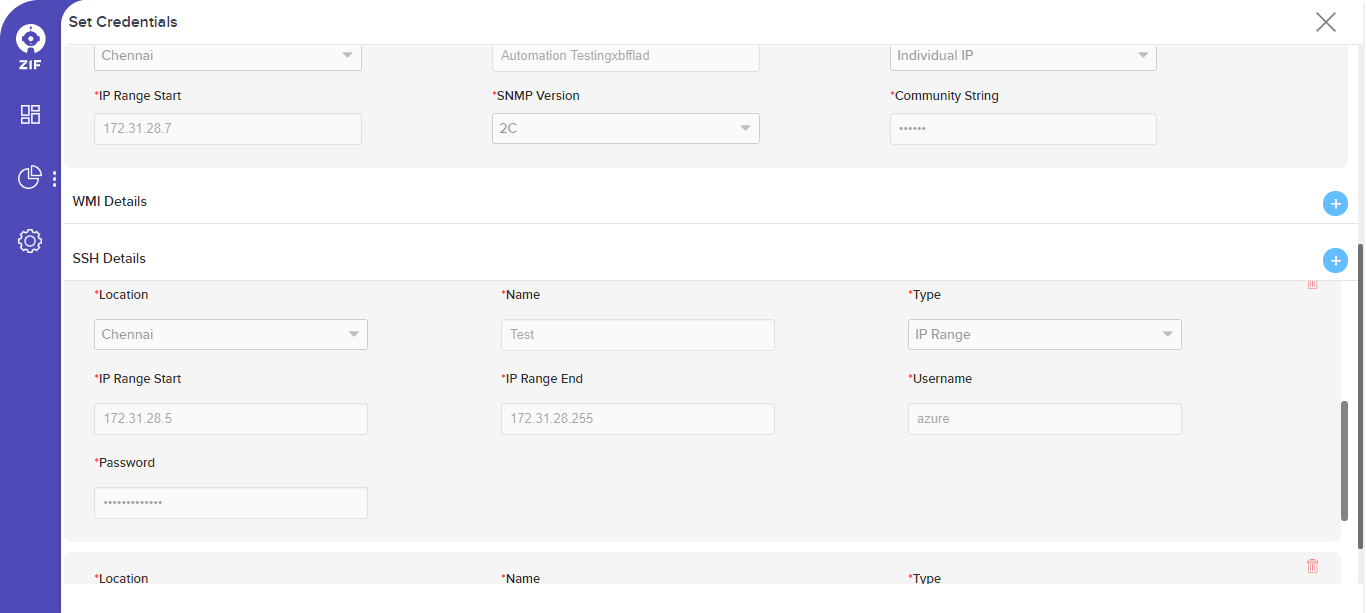 Set Credentials
ZIF
Chennai Automation Testingxbfflad Individual IP
*IP Range Start *SNMP Version *Community String
172.31.28.7 2C ••••••
WMI Details
SSH Details
*Location *Name *Type
Chennai Test IP Range
*IP Range Start *IP Range End *Username
172.31.28.5 172.31.28.255 azure
*Password
•••••••••••••
*Location *Name *Type